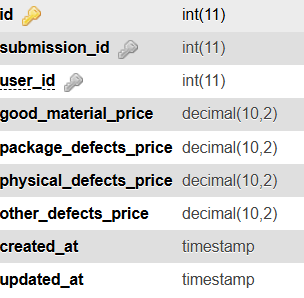 id int(11)
submission_id int(11)
user_id int(11)
good_material_price decimal(10,2)
package_defects_price decimal(10,2)
physical_defects_price decimal(10,2)
other_defects_price decimal(10,2)
created_at timestamp
updated_at timestamp